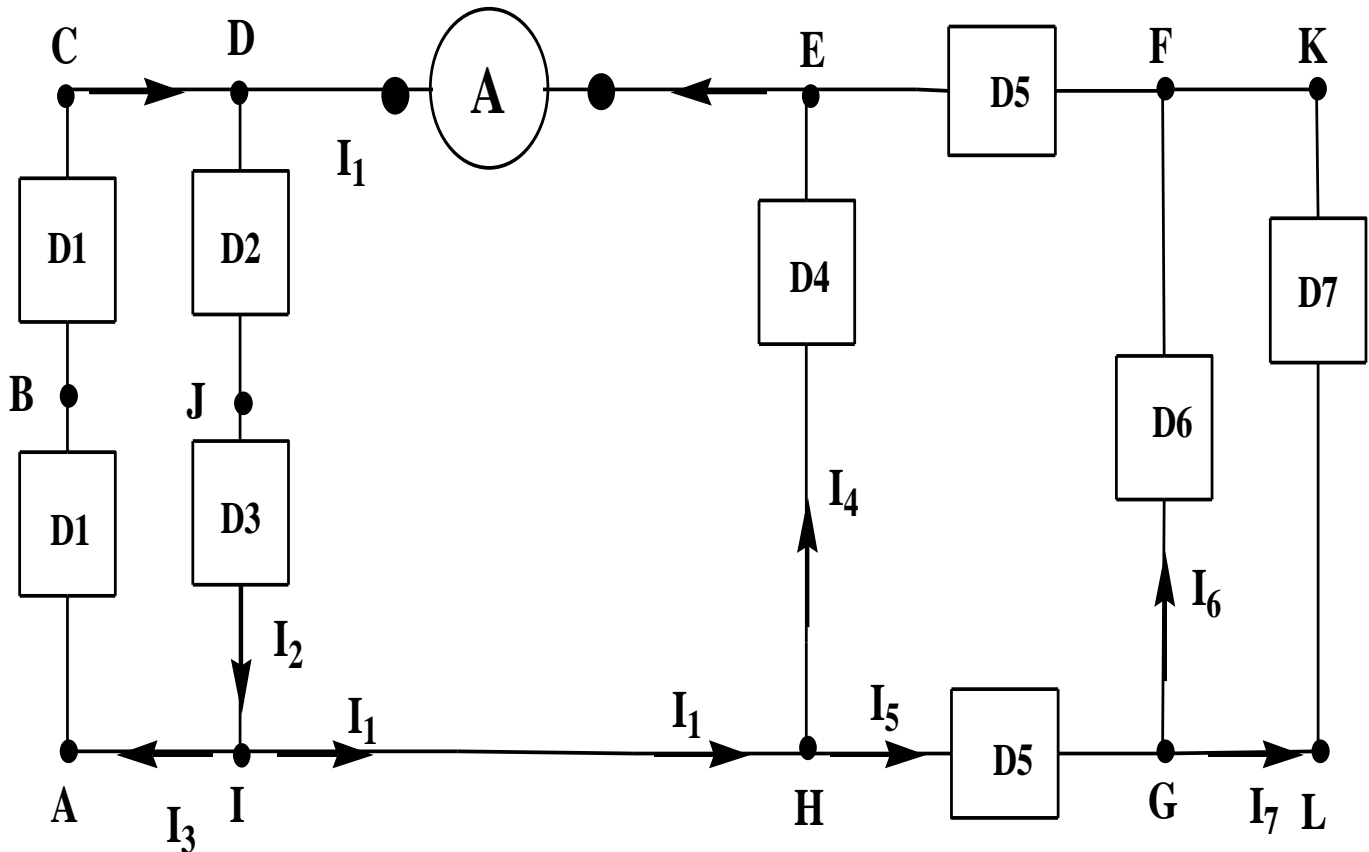 C D E F K
A
D5
I₁
D1 D2 D4 D7
B J D6
D1 D3 I₄
I₂ I₆
I₁ I₁ I₅
D5
A I H G L
I₃ I₇